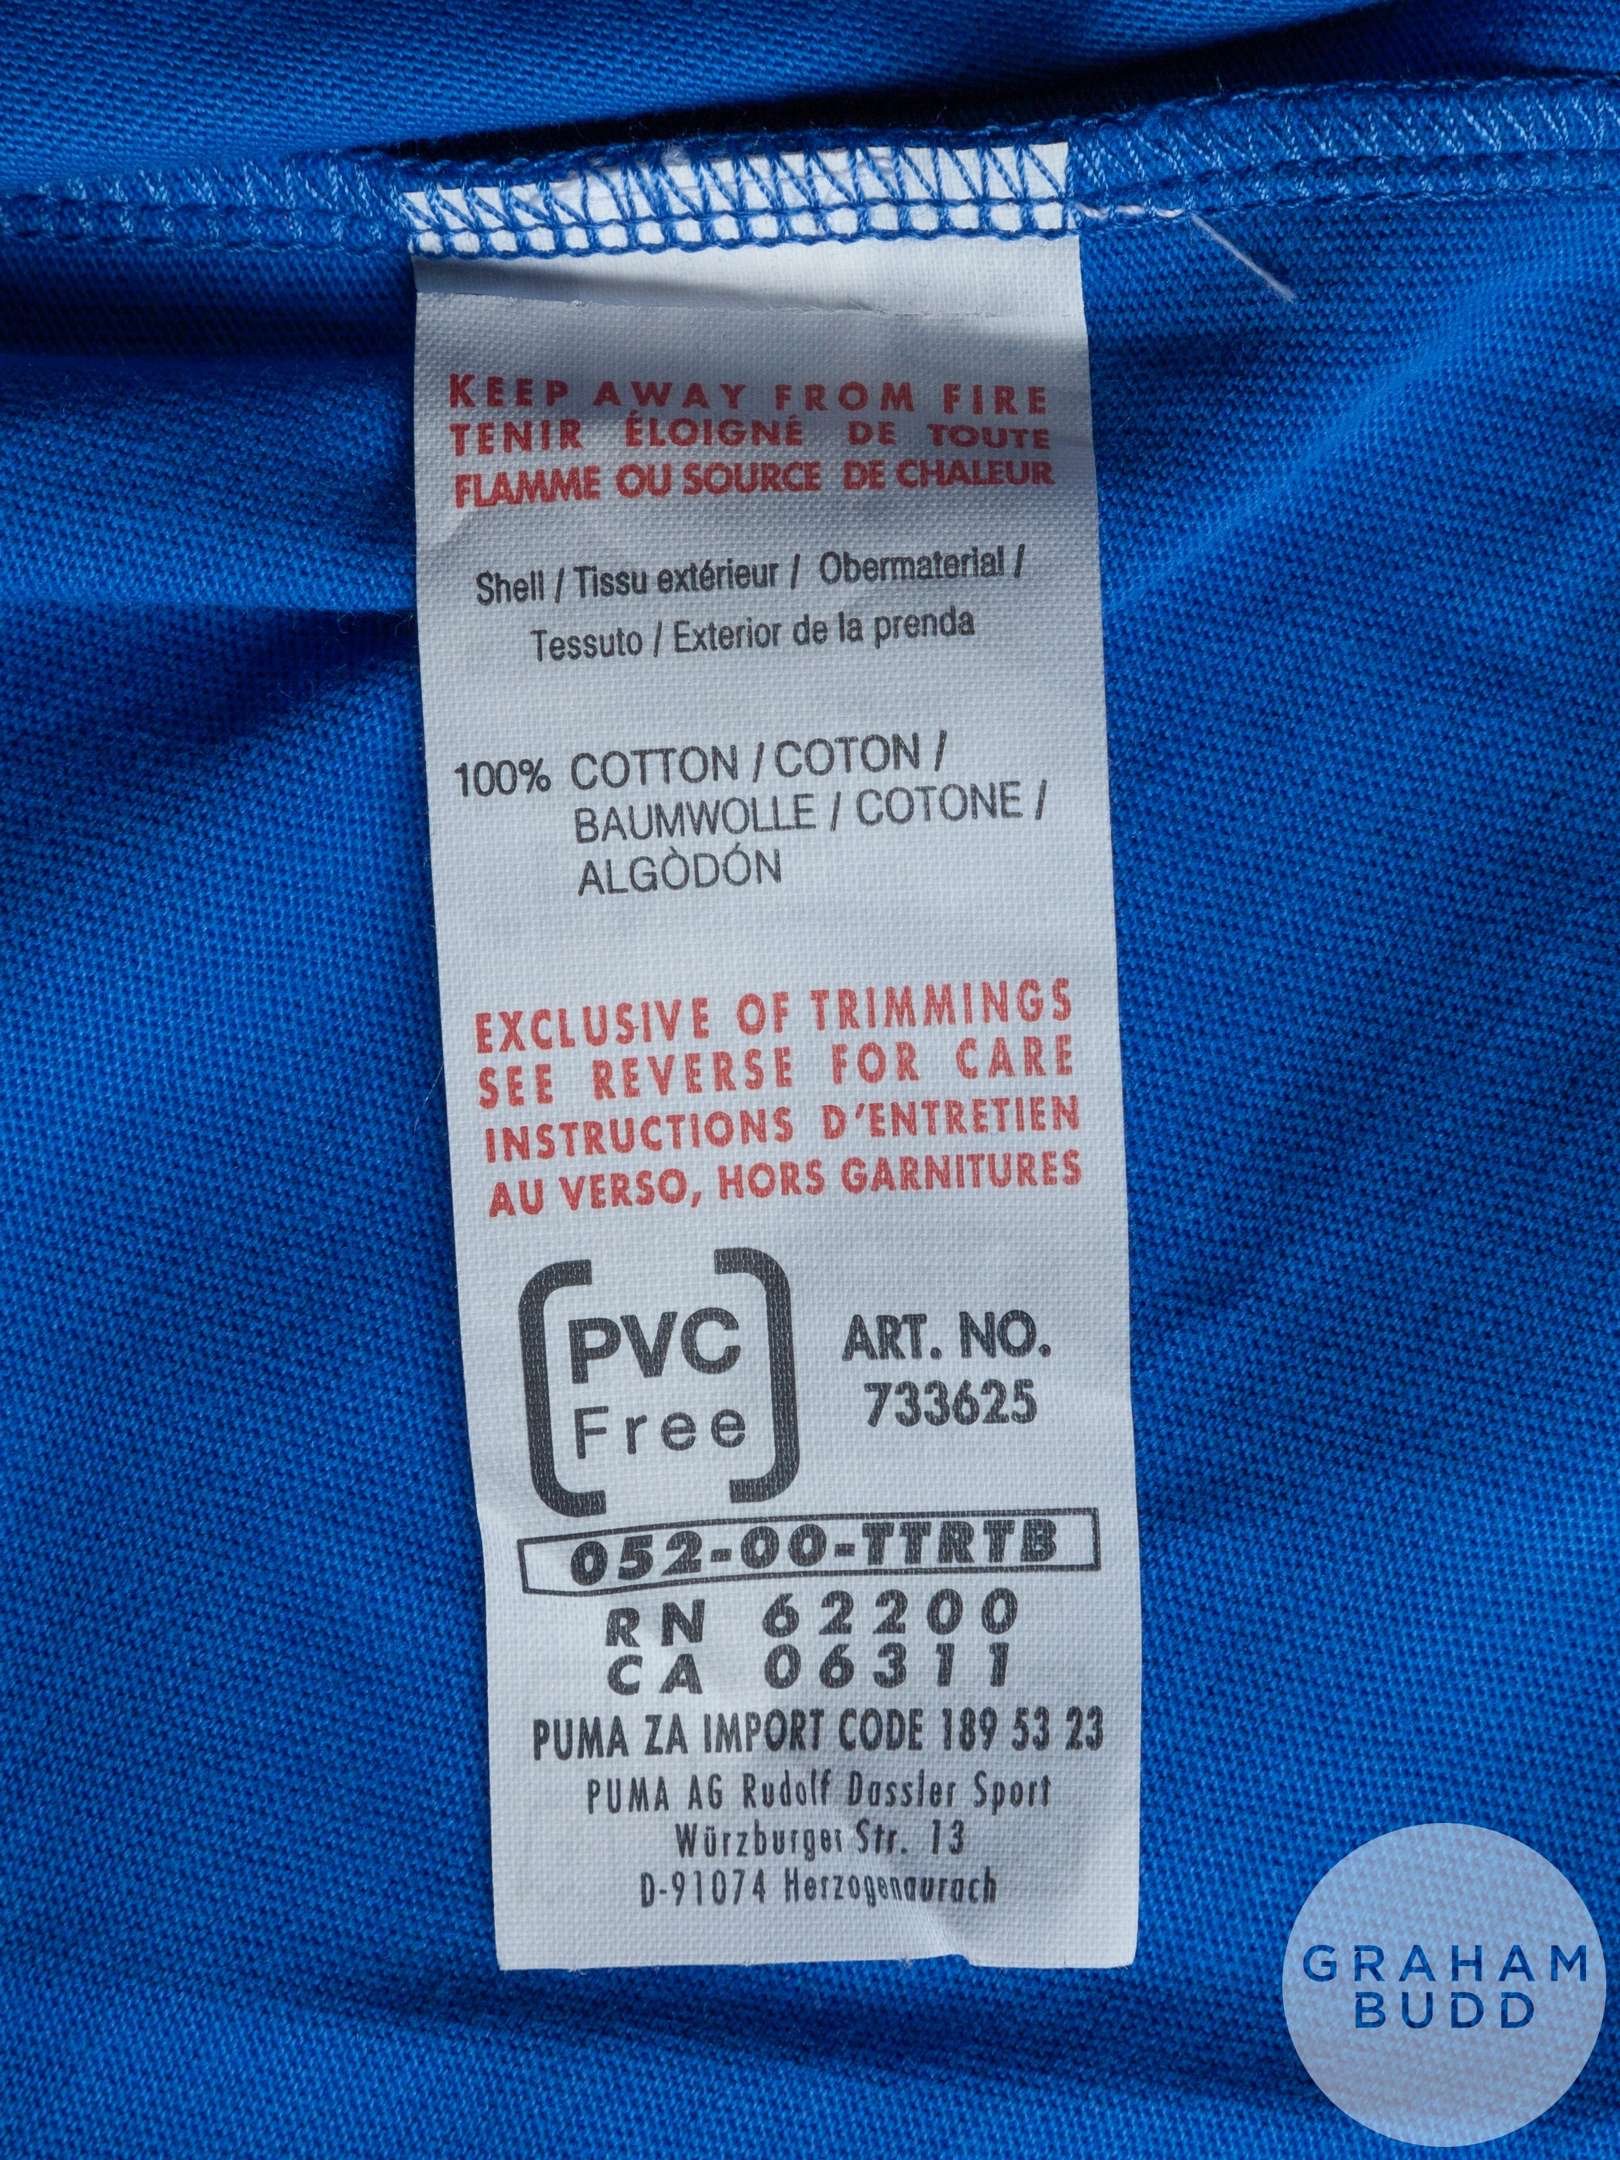 KEEP AWAY FROM FIRE
TENIR ÉLOIGNÉ DE TOUTE
FLAMME OU SOURCE DE CHALEUR
Shell / Tissu extérieur / Obermaterial /
Tessuto / Exterior de la prenda
100% COTTON / COTON /
BAUMWOLLE / COTONE /
ALGÒDÓN
EXCLUSIVE OF TRIMMINGS
SEE REVERSE FOR CARE
INSTRUCTIONS D'ENTRETIEN
AU VERSO, HORS GARNITURES
PVC
Free
ART. NO.
733625
052-00-TTRTB
RN 62200
CA 06311
PUMA ZA IMPORT CODE 189 53 23
PUMA AG Rudolf Dassler Sport
Würzburger Str. 13
D-91074 Herzogenaurach
GRAHAM
BUDD